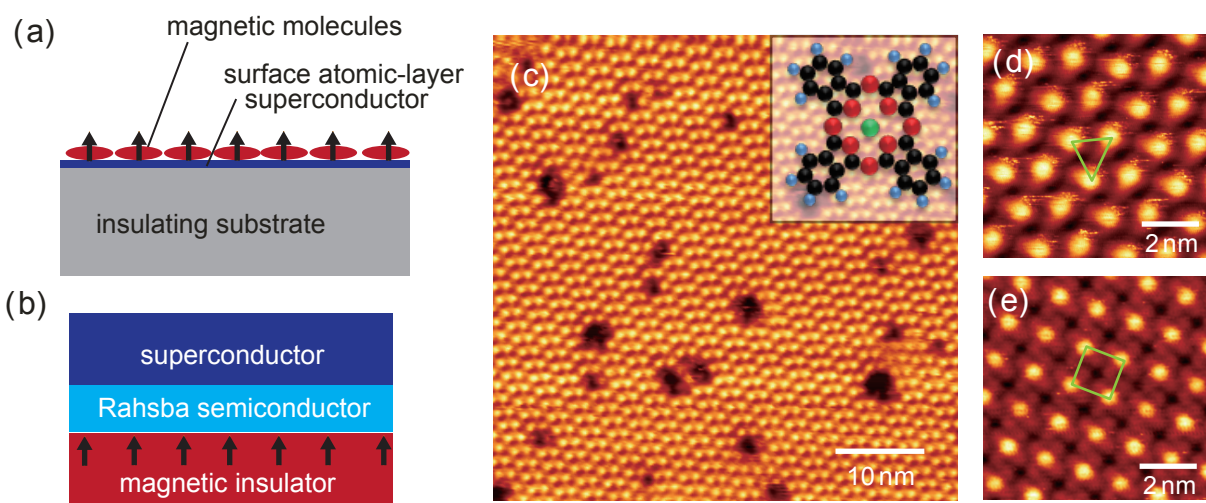 (a)
magnetic molecules
surface atomic-layer
superconductor
insulating substrate
(b)
superconductor
Rahsba semiconductor
magnetic insulator
(c)
10 nm
(d)
2 nm
(e)
2 nm